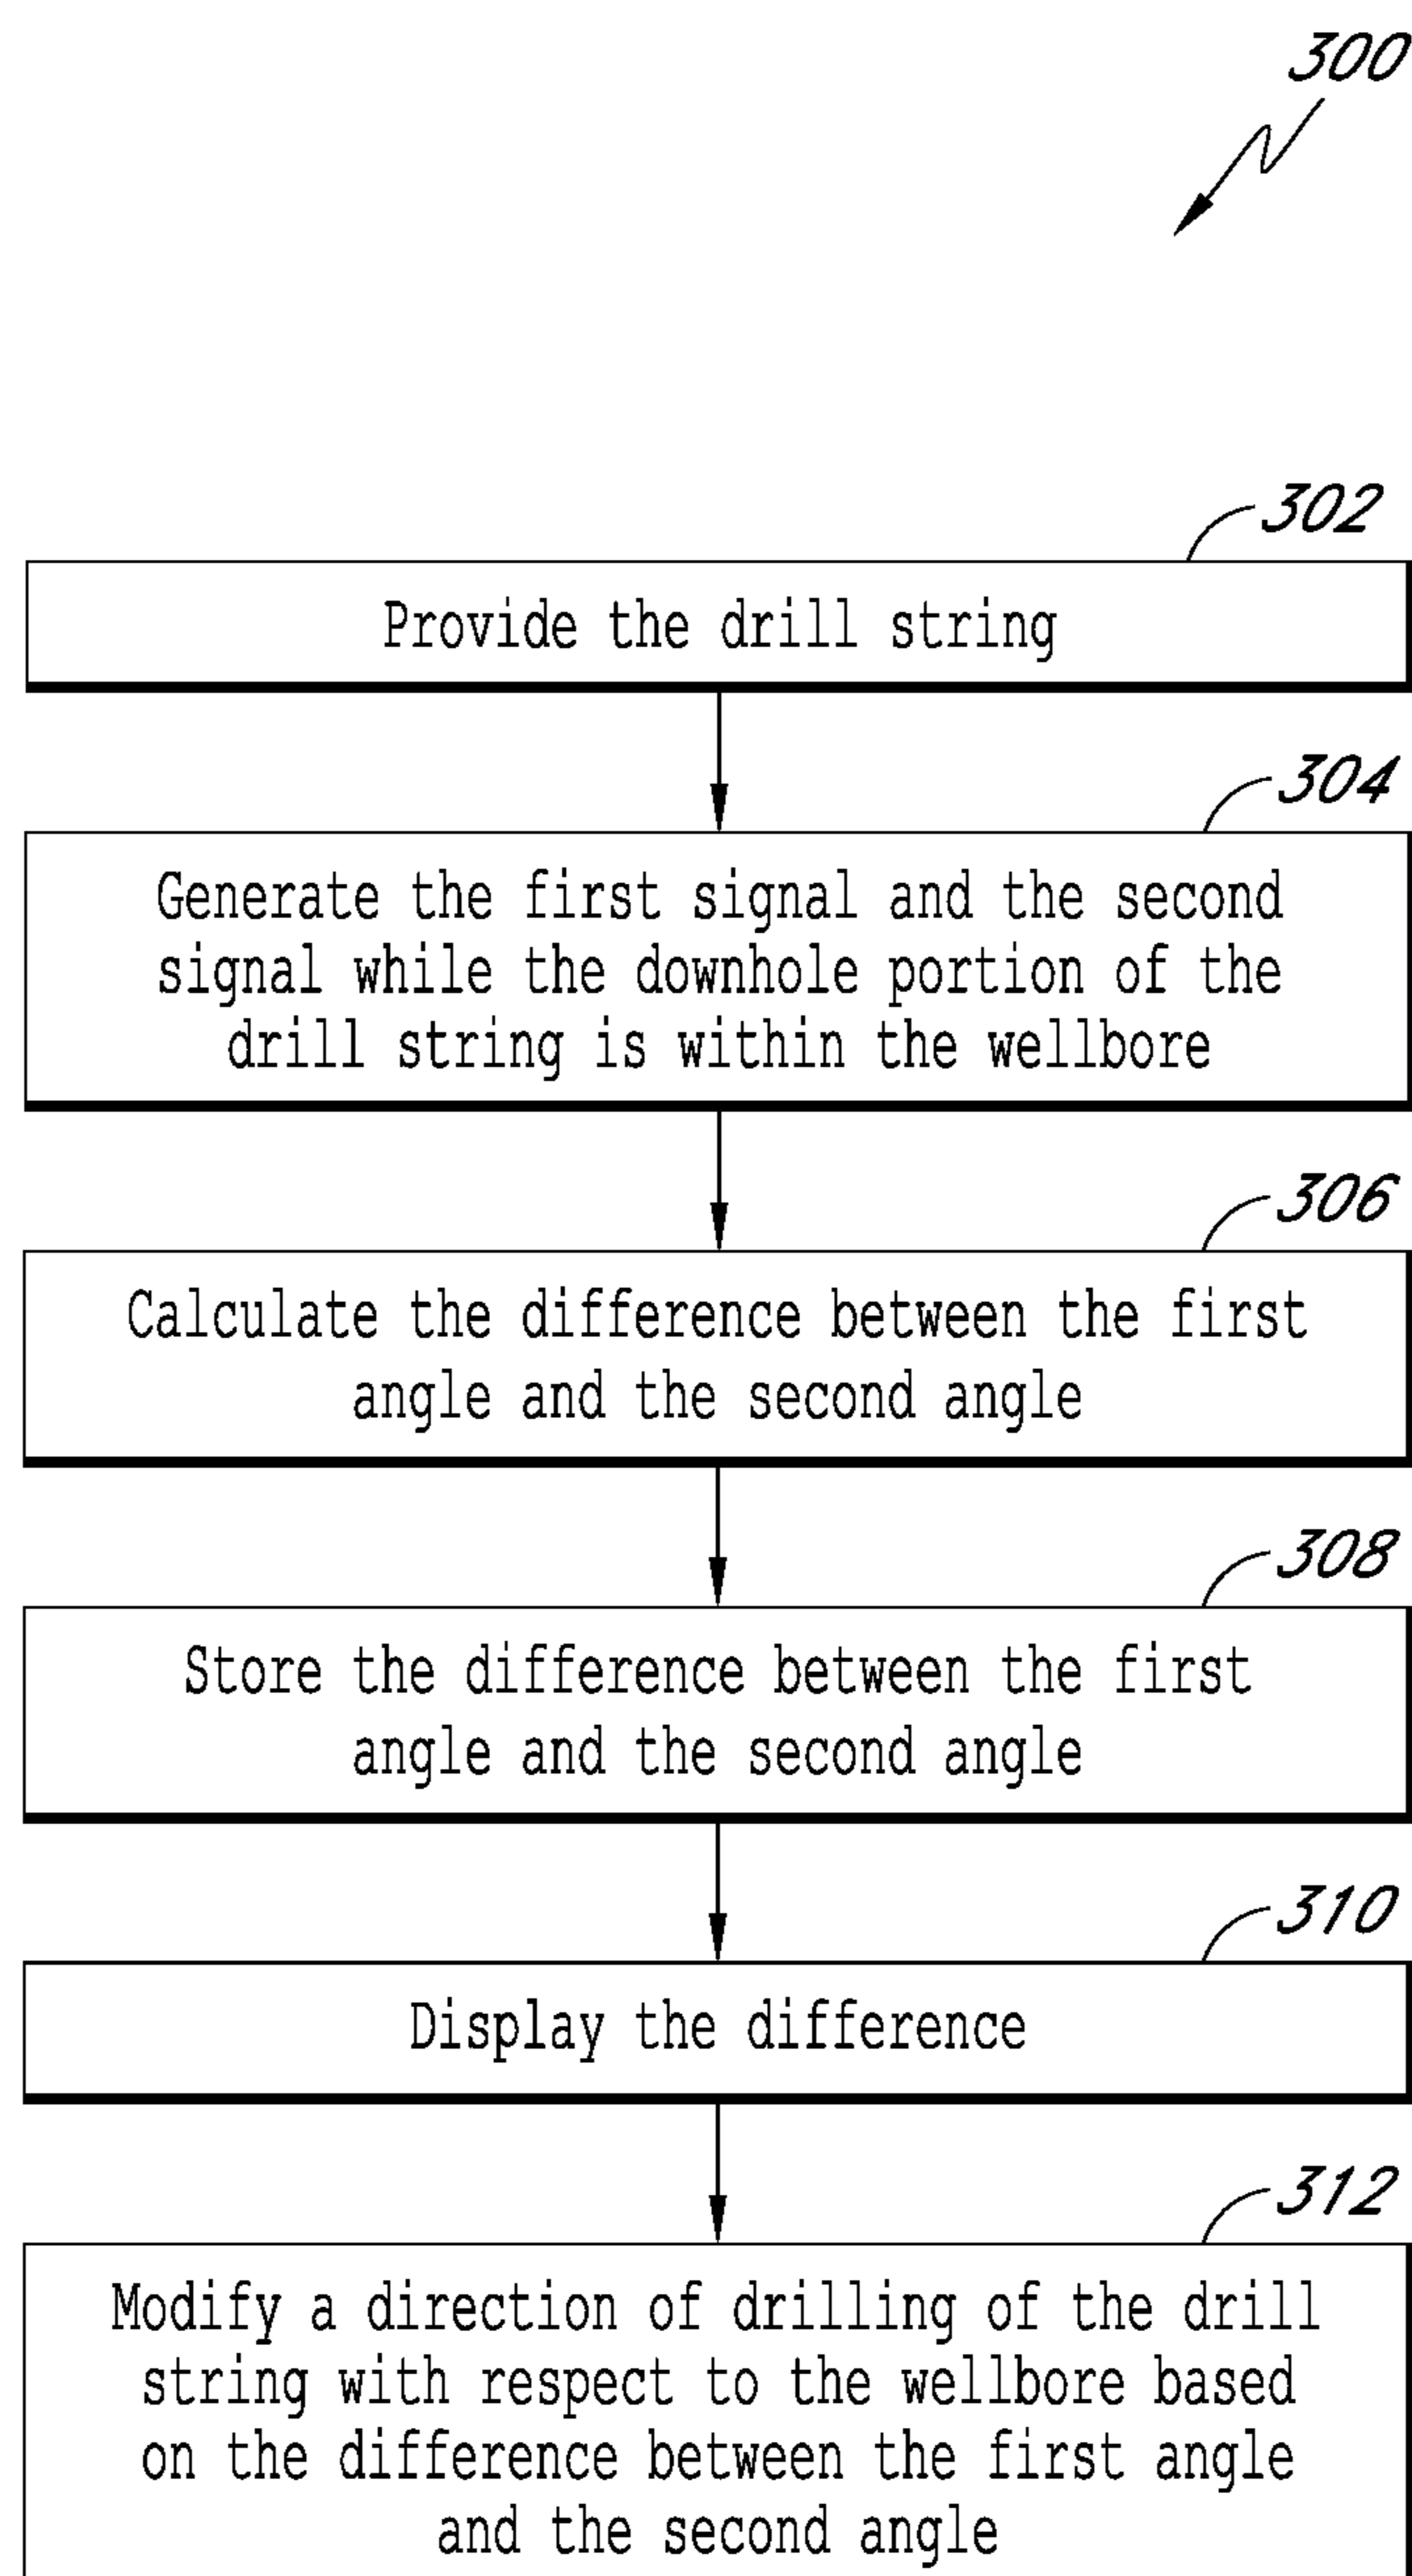 300
302
Provide the drill string
304
Generate the first signal and the second
signal while the downhole portion of the
drill string is within the wellbore
306
Calculate the difference between the first
angle and the second angle
308
Store the difference between the first
angle and the second angle
310
Display the difference
312
Modify a direction of drilling of the drill
string with respect to the wellbore based
on the difference between the first angle
and the second angle